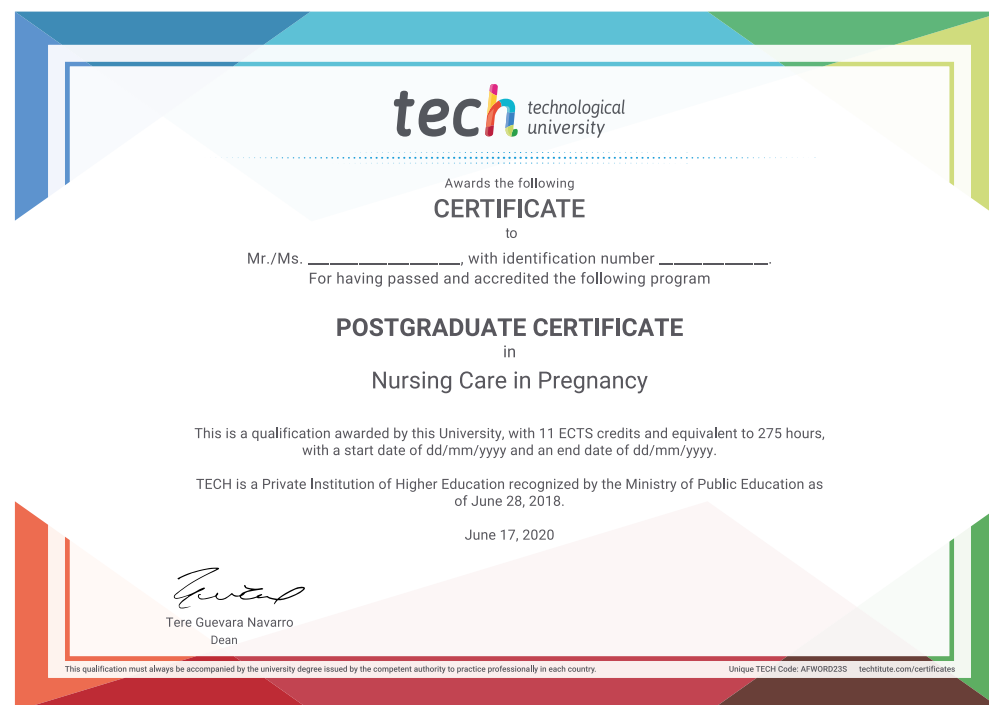 tech technological
university
Awards the following
CERTIFICATE
to
Mr./Ms. ____________________, with identification number ______________.
For having passed and accredited the following program
POSTGRADUATE CERTIFICATE
in
Nursing Care in Pregnancy
This is a qualification awarded by this University, with 11 ECTS credits and equivalent to 275 hours,
with a start date of dd/mm/yyyy and an end date of dd/mm/yyyy.
TECH is a Private Institution of Higher Education recognized by the Ministry of Public Education as
of June 28, 2018.
June 17, 2020
Tere Guevara Navarro
Dean
This qualification must always be accompanied by the university degree issued by the competent authority to practice professionally in each country.
Unique TECH Code: AFWORD23S techtitute.com/certificates